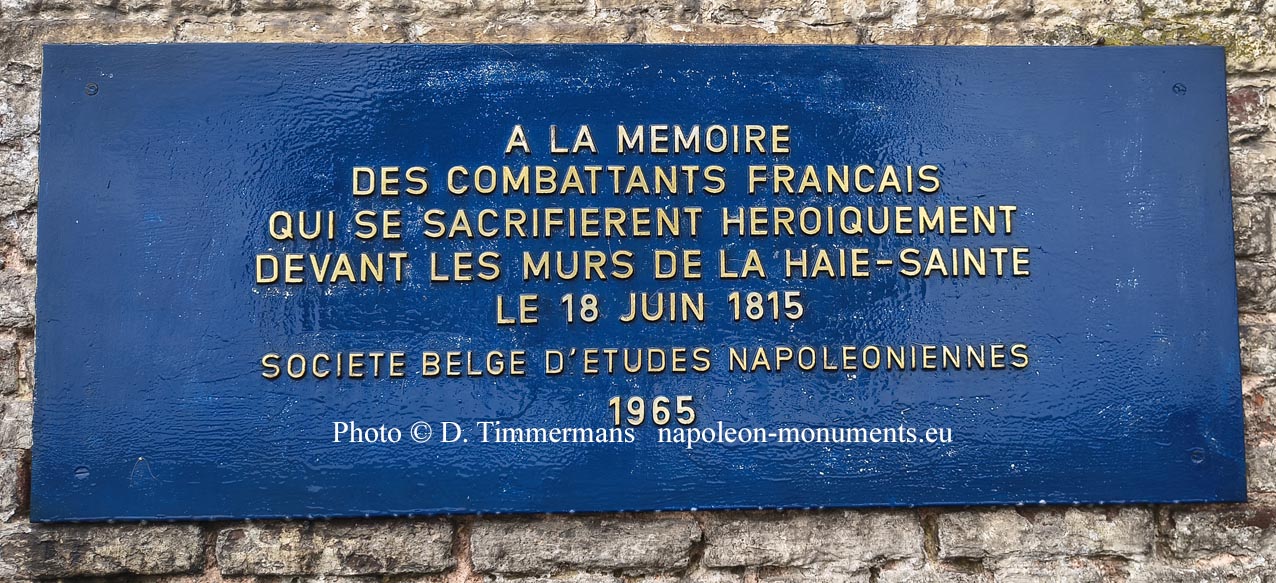 A LA MEMOIRE
DES COMBATTANTS FRANCAIS
QUI SE SACRIFIERENT HEROIQUEMENT
DEVANT LES MURS DE LA HAIE-SAINTE
LE 18 JUIN 1815
SOCIETE BELGE D'ETUDES NAPOLEONIENNES
1965
Photo © D. Timmermans napoleon-monuments.eu